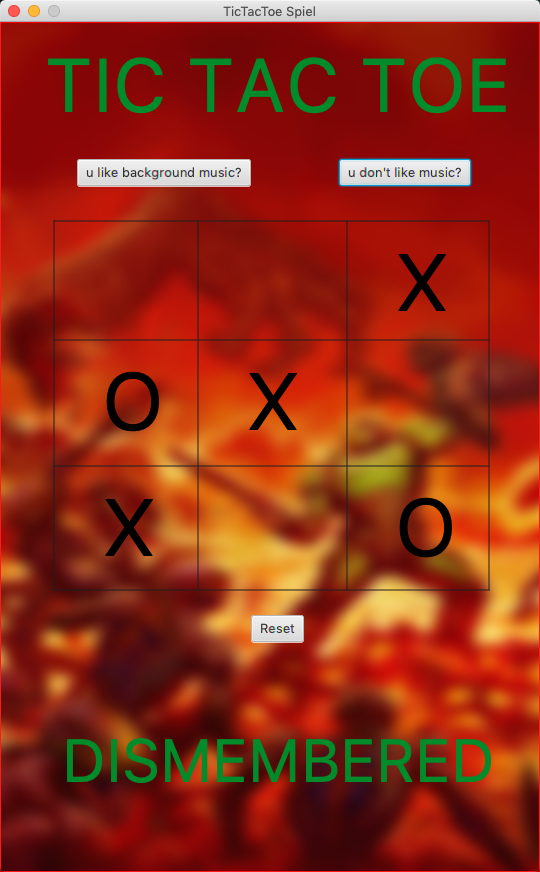 TicTacToe Spiel
TIC TAC TOE
u like background music? u don't like music?
X
O X
X O
Reset
DISMEMBERED